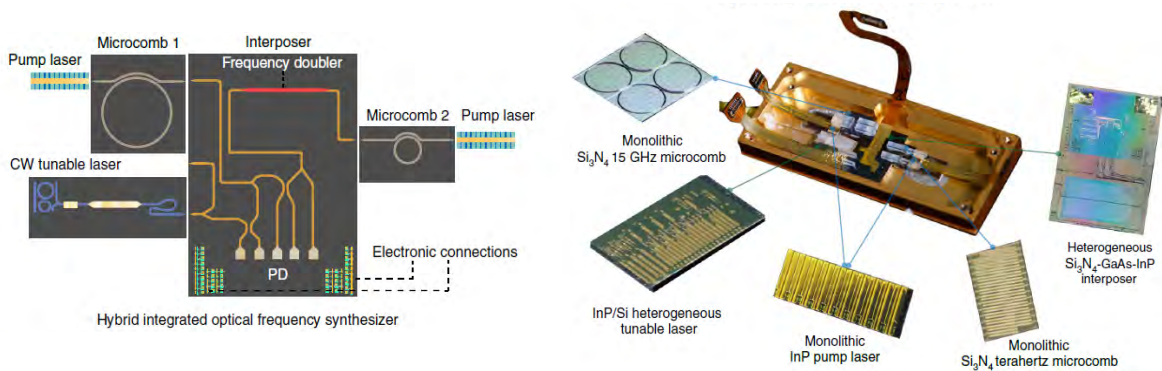 Microcomb 1
Interposer
Pump laser
Frequency doubler
Microcomb 2
Pump laser
CW tunable laser
Electronic connections
PD
Hybrid integrated optical frequency synthesizer
Monolithic
Si₃N₄ 15 GHz microcomb
InP/Si heterogeneous
tunable laser
Monolithic
InP pump laser
Monolithic
Si₃N₄ terahertz microcomb
Heterogeneous
Si₃N₄-GaAs-InP
interposer